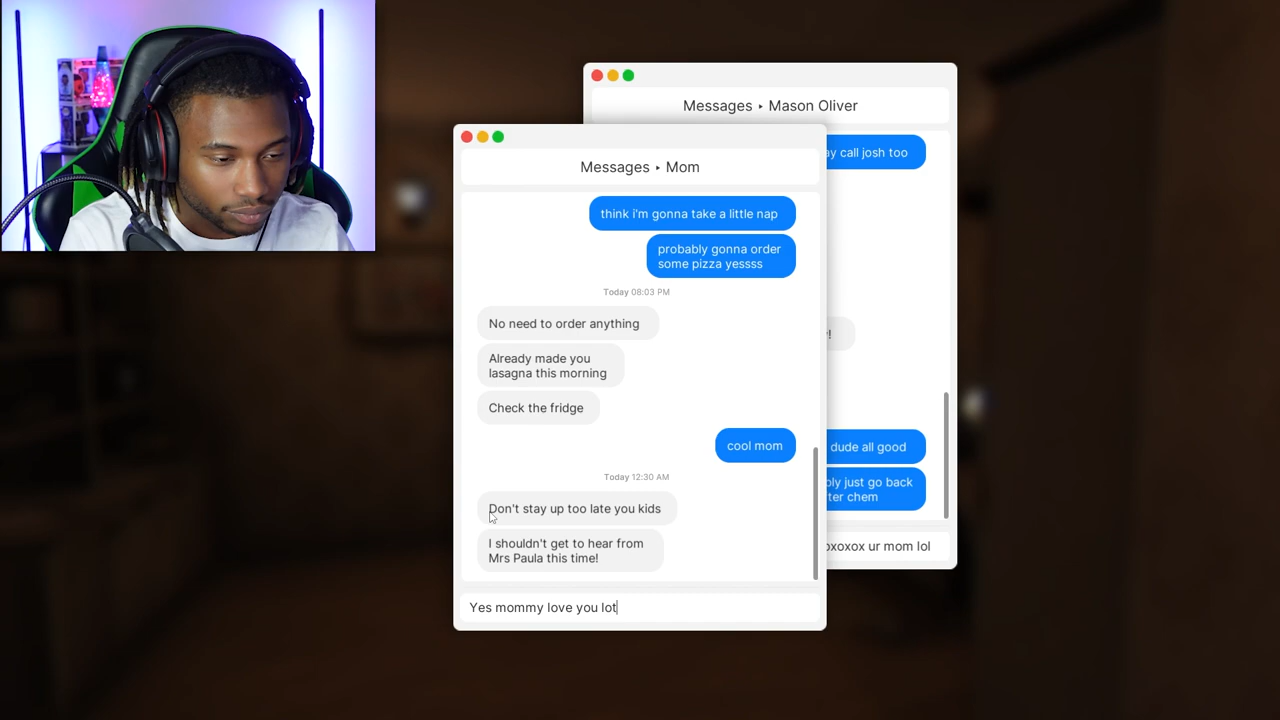 Messages ▸ Mason Oliver
ay call josh too
Messages ▸ Mom
think i'm gonna take a little nap
probably gonna order
some pizza yessss
Today 08:03 PM
No need to order anything
Already made you
lasagna this morning
Check the fridge
cool mom
dude all good
bly just go back
ter chem
Today 12:30 AM
Don't stay up too late you kids
I shouldn't get to hear from
Mrs Paula this time!
oxoxox ur mom lol
Yes mommy love you lot